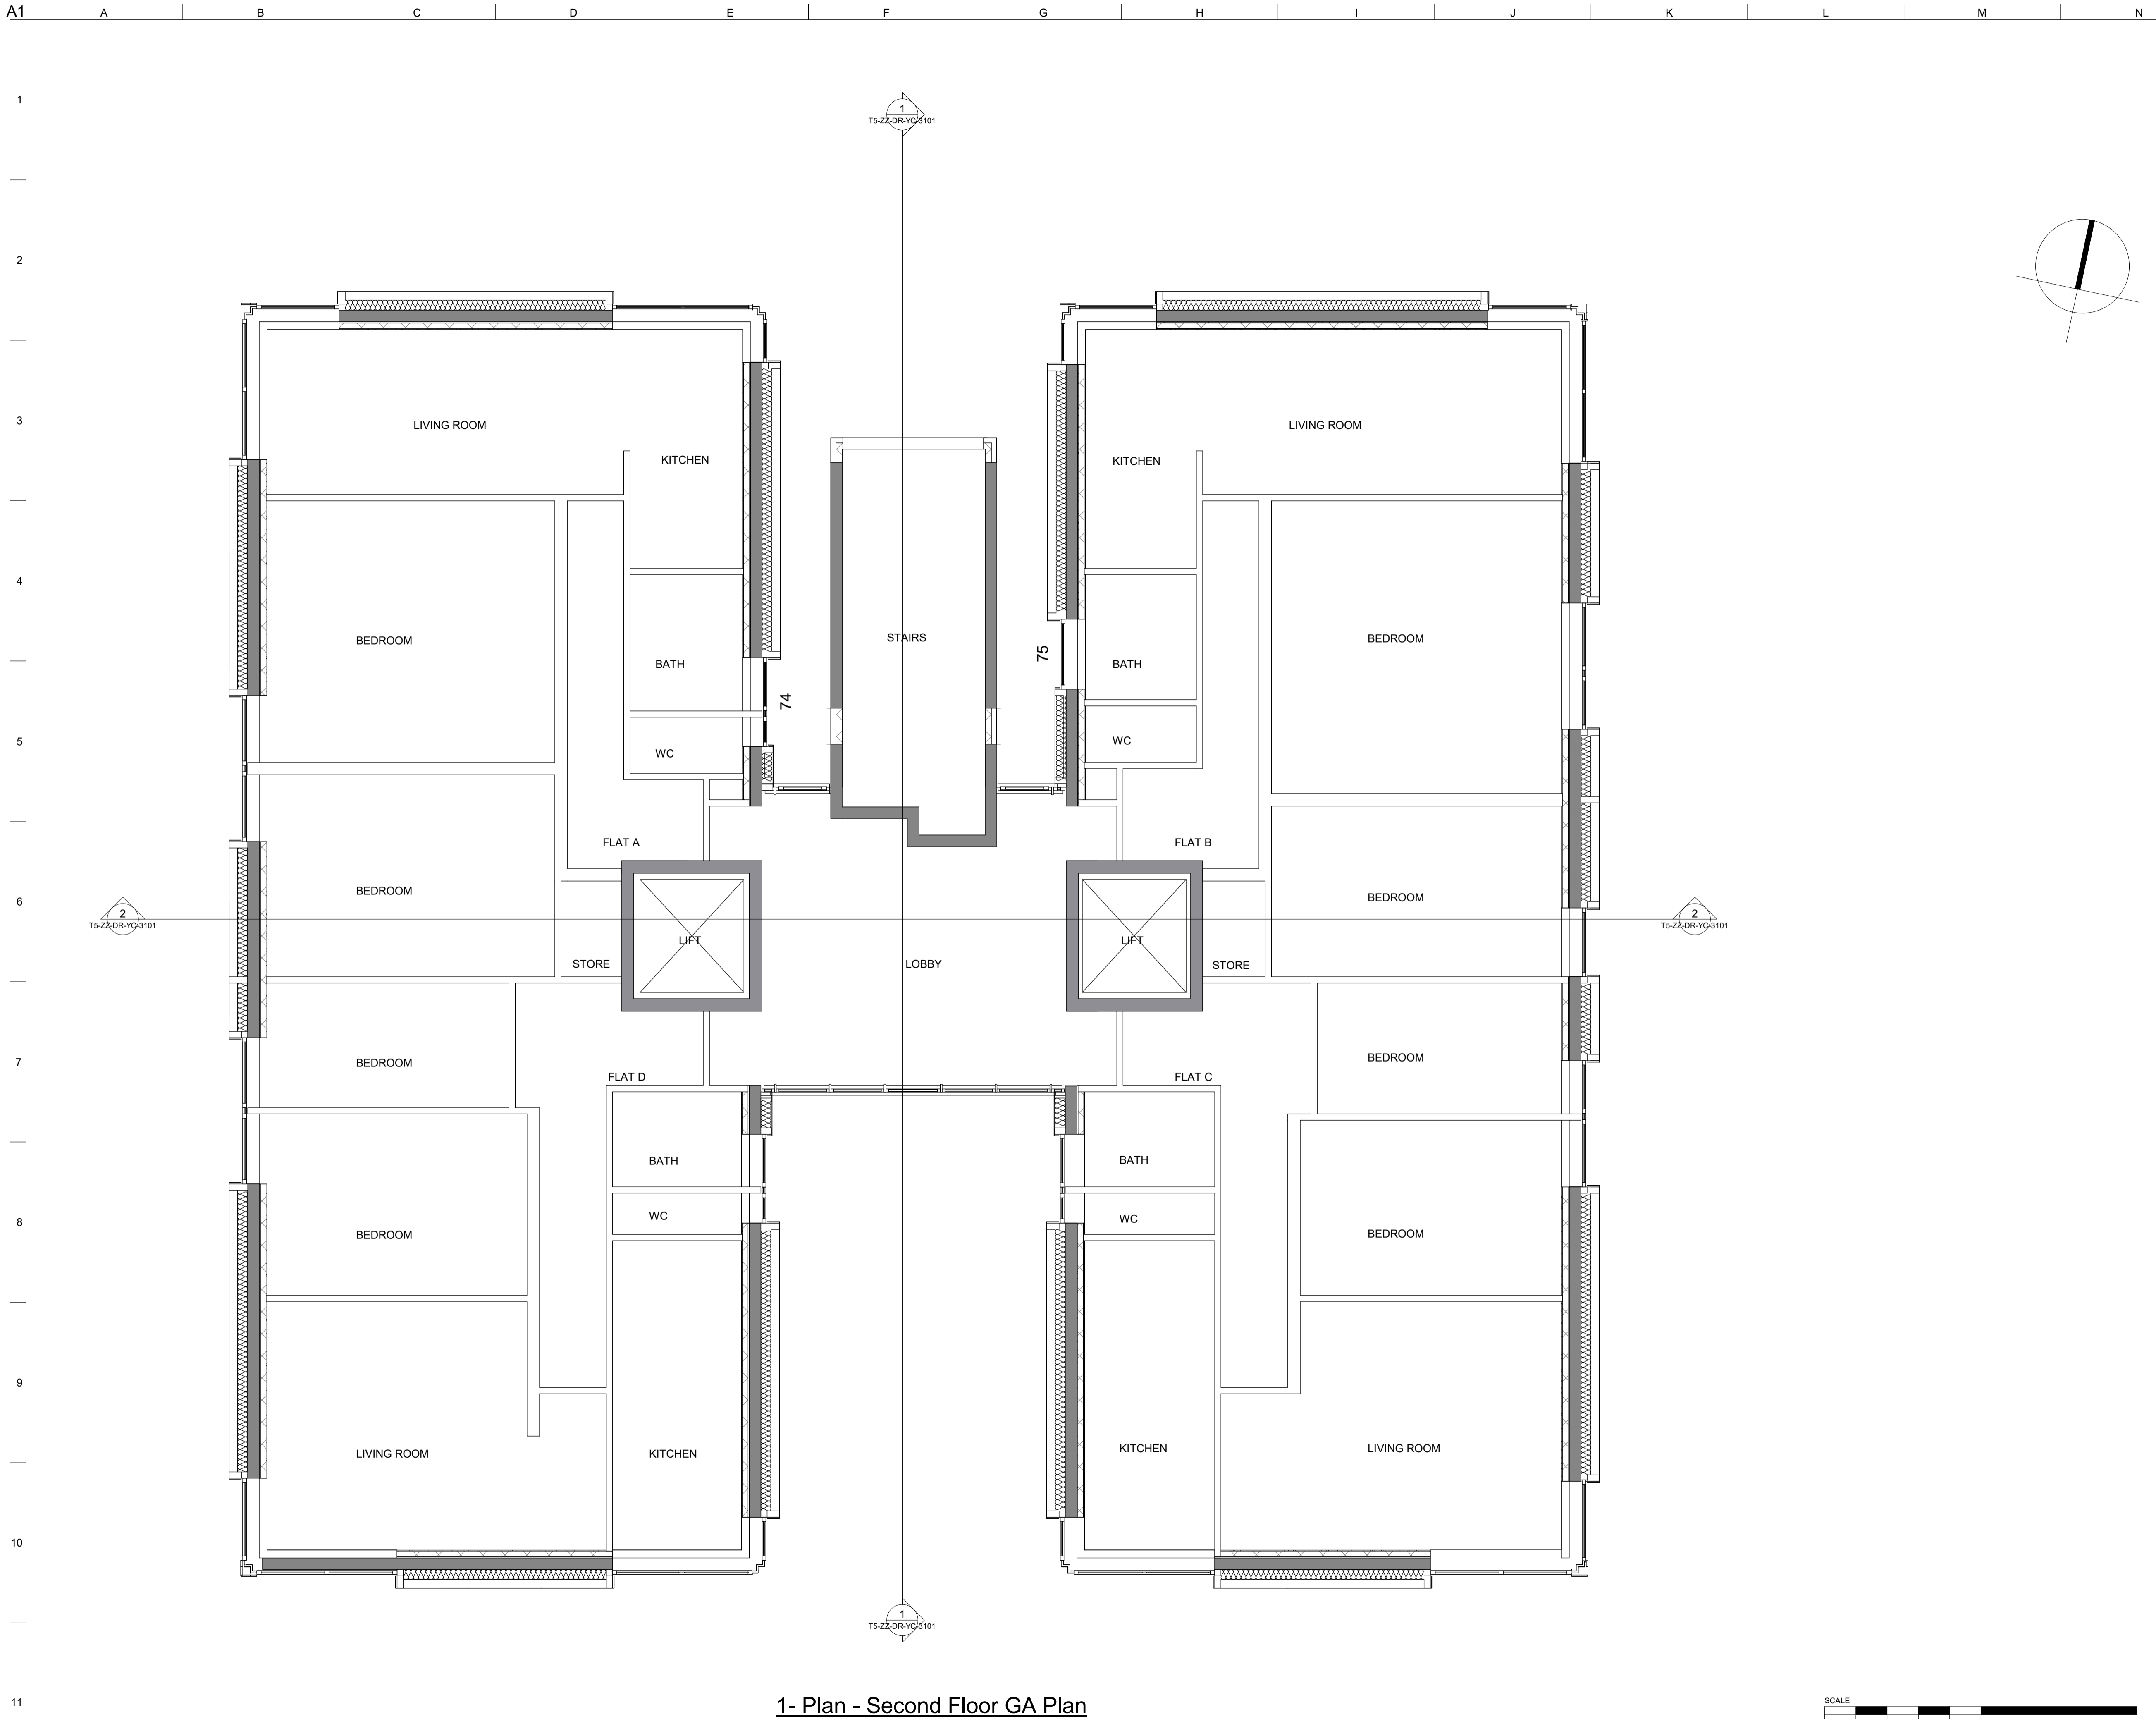 A1 A B C D E F G H I J K L M N
1
1
T5-ZZ-DR-YC-3101
2
3
LIVING ROOM
LIVING ROOM
KITCHEN
KITCHEN
4
STAIRS
BEDROOM
BEDROOM
75
BATH
BATH
74
5
WC
WC
FLAT A
FLAT B
BEDROOM
BEDROOM
6
2
T5-ZZ-DR-YC-3101
2
T5-ZZ-DR-YC-3101
LIFT
LIFT
STORE
LOBBY
STORE
7
BEDROOM
BEDROOM
FLAT D
FLAT C
BATH
BATH
8
WC
WC
BEDROOM
BEDROOM
9
LIVING ROOM
KITCHEN
KITCHEN
LIVING ROOM
10
1
T5-ZZ-DR-YC-3101
11
1- Plan - Second Floor GA Plan
SCALE